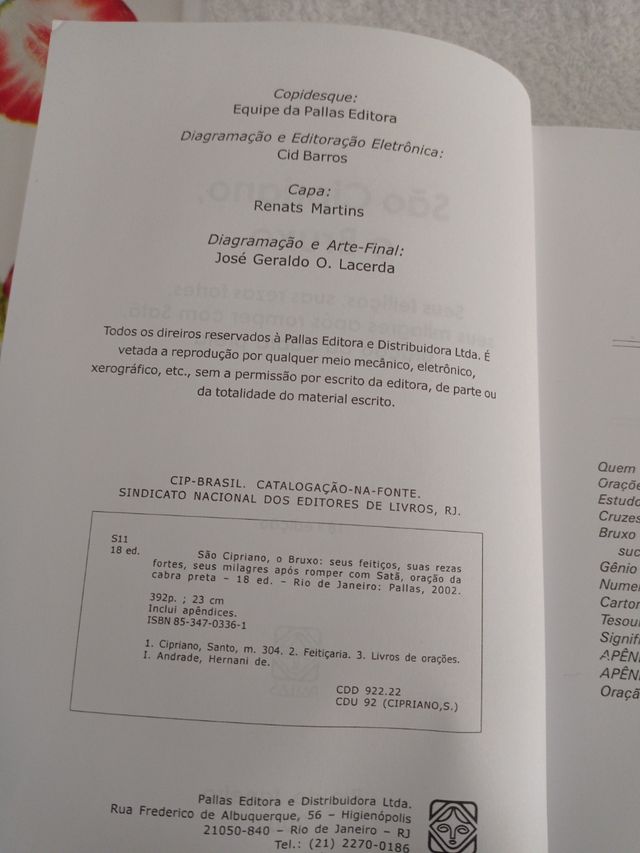 Copidesque:
Equipe da Pallas Editora
Diagramação e Editoração Eletrônica:
Cid Barros
Capa:
Renats Martins
Diagramação e Arte-Final:
José Geraldo O. Lacerda
Todos os direiros reservados à Pallas Editora e Distribuidora Ltda. É
vetada a reprodução por qualquer meio mecânico, eletrônico,
xerográfico, etc., sem a permissão por escrito da editora, de parte ou
da totalidade do material escrito.
CIP-BRASIL. CATALOGAÇÃO-NA-FONTE.
SINDICATO NACIONAL DOS EDITORES DE LIVROS, RJ.
S11
18 ed.
São Cipriano, o Bruxo: seus feitiços, suas rezas
fortes, seus milagres após romper com Satã, oração da
cabra preta – 18 ed. – Rio de Janeiro: Pallas, 2002.
392p. ; 23 cm
Inclui apêndices.
ISBN 85-347-0336-1
1. Cipriano, Santo, m. 304. 2. Feitiçaria. 3. Livros de orações.
I. Andrade, Hernani de.
CDD 922.22
CDU 92 (CIPRIANO,S.)
Pallas Editora e Distribuidora Ltda.
Rua Frederico de Albuquerque, 56 – Higienópolis
21050-840 – Rio de Janeiro – RJ
Tel.: (21) 2270-0186
Quem
Oraçõe
Estudo
Cruzes
Bruxo
suc
Gênio
Numer
Carton
Tesou
Signifi
APÊN
APÊN
Oraçã